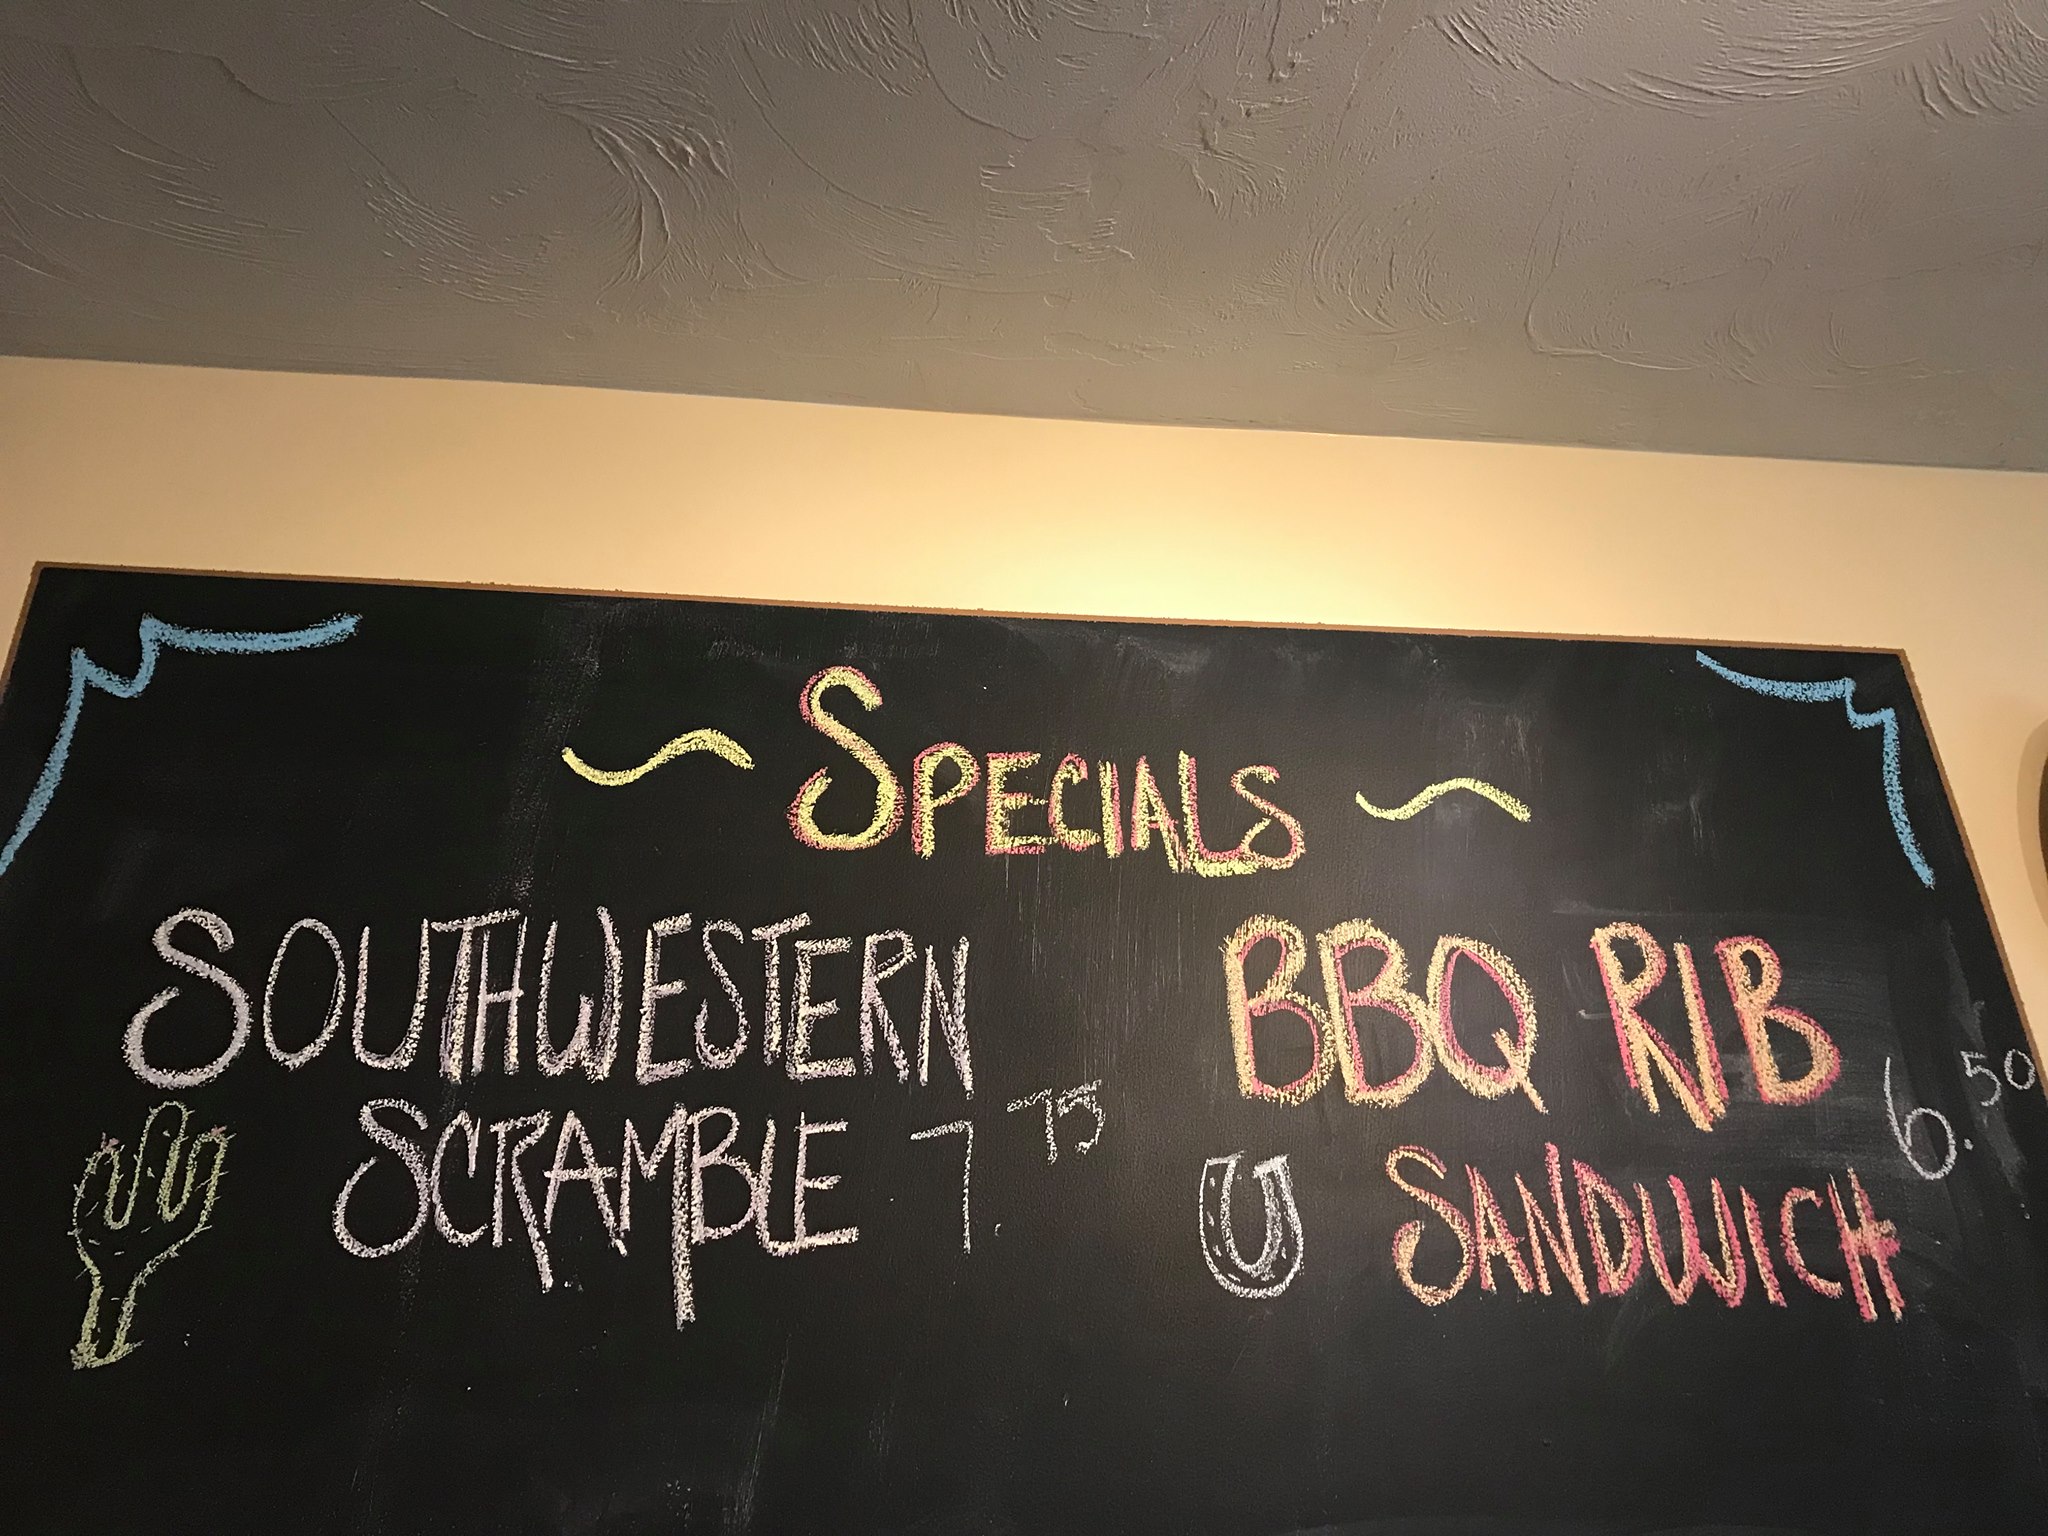 ~ SPECIALS ~
SOUTHWESTERN
SCRAMBLE 7.75
BBQ RIB
SANDWICH 6.50